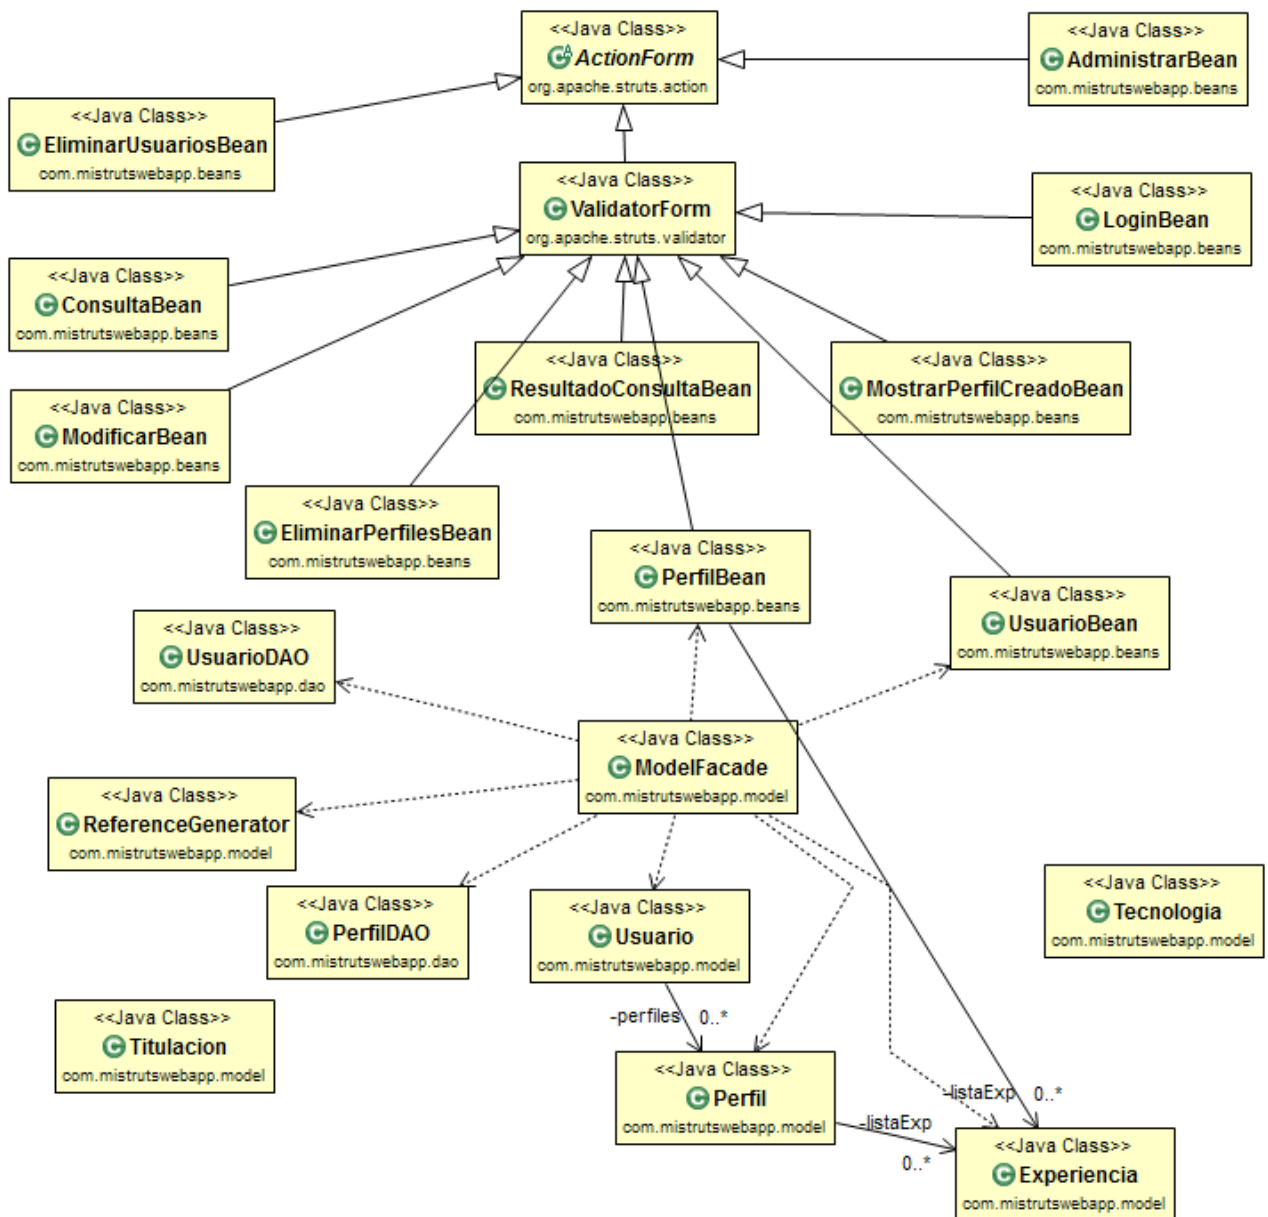 <<Java Class>>
ActionForm
org.apache.struts.action
<<Java Class>>
AdministrarBean
com.mistrutswebapp.beans
<<Java Class>>
EliminarUsuariosBean
com.mistrutswebapp.beans
<<Java Class>>
ValidatorForm
org.apache.struts.validator
<<Java Class>>
LoginBean
com.mistrutswebapp.beans
<<Java Class>>
ConsultaBean
com.mistrutswebapp.beans
<<Java Class>>
ResultadoConsultaBean
com.mistrutswebapp.beans
<<Java Class>>
MostrarPerfilCreadoBean
com.mistrutswebapp.beans
<<Java Class>>
ModificarBean
com.mistrutswebapp.beans
<<Java Class>>
EliminarPerfilesBean
com.mistrutswebapp.beans
<<Java Class>>
PerfilBean
com.mistrutswebapp.beans
<<Java Class>>
UsuarioBean
com.mistrutswebapp.beans
<<Java Class>>
UsuarioDAO
com.mistrutswebapp.dao
<<Java Class>>
ModelFacade
com.mistrutswebapp.model
<<Java Class>>
ReferenceGenerator
com.mistrutswebapp.model
<<Java Class>>
PerfilDAO
com.mistrutswebapp.dao
<<Java Class>>
Usuario
com.mistrutswebapp.model
<<Java Class>>
Tecnologia
com.mistrutswebapp.model
<<Java Class>>
Titulacion
com.mistrutswebapp.model
-perfiles 0..*
<<Java Class>>
Perfil
com.mistrutswebapp.model
-listaExp 0..*
-listaExp
0..*
<<Java Class>>
Experiencia
com.mistrutswebapp.model